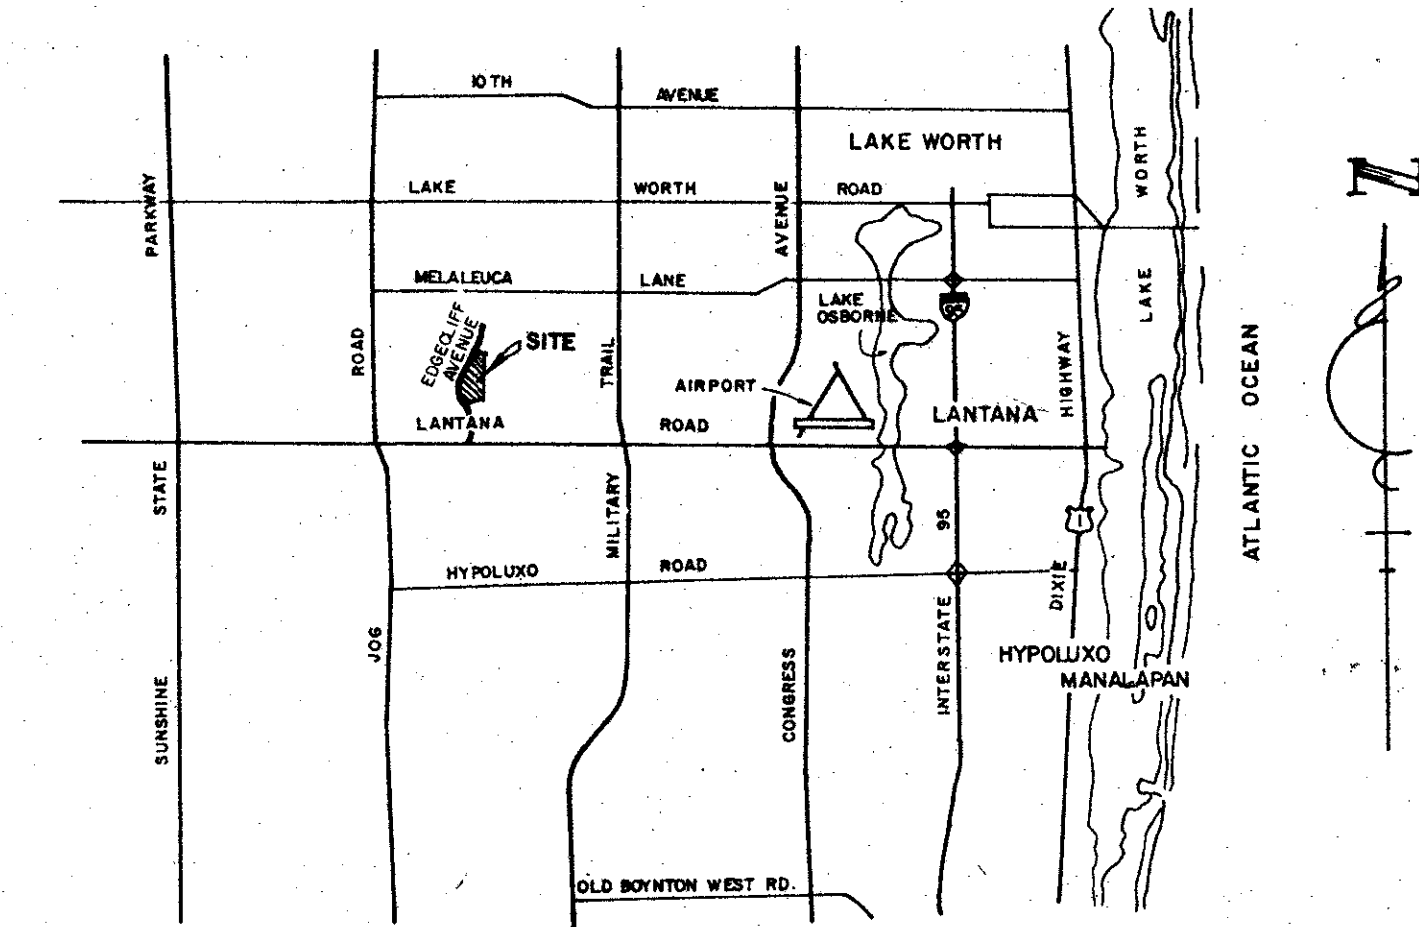 10 TH AVENUE
LAKE WORTH
LAKE WORTH ROAD
MELALEUCA LANE
LAKE
OSBORNE
95
EDGECLIFF
AVENUE
SITE
AIRPORT
LANTANA ROAD
LANTANA
HYPOLUXO ROAD
HYPOLUXO
MANALAPAN
OLD BOYNTON WEST RD.
SUNSHINE STATE PARKWAY
JOG ROAD
MILITARY TRAIL
CONGRESS AVENUE
INTERSTATE 95
DIXIE HIGHWAY
1
LAKE WORTH
ATLANTIC OCEAN
N